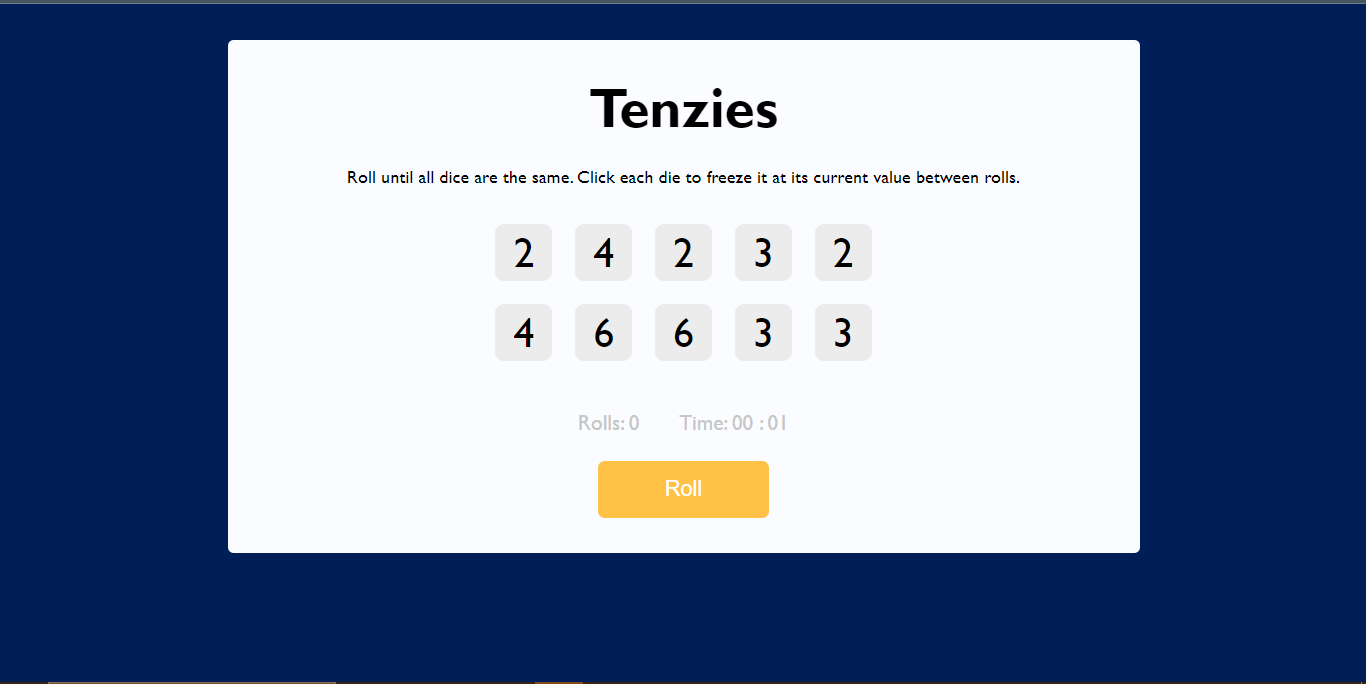 Tenzies
Roll until all dice are the same. Click each die to freeze it at its current value between rolls.
2 4 2 3 2
4 6 6 3 3
Rolls: 0 Time: 00 : 01
Roll